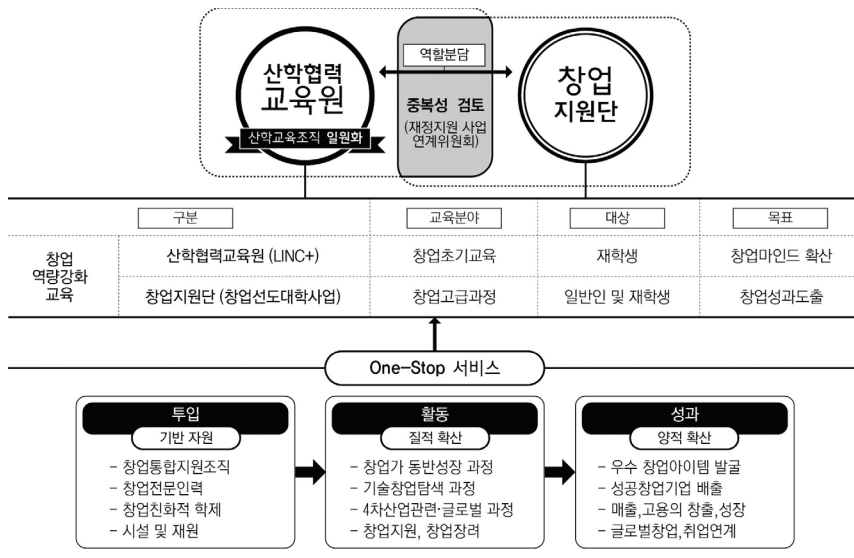 역할분담
산학협력
교육원
산학교육조직 일원화
중복성 검토
(재정지원 사업
연계위원회)
창업
지원단
구분 교육분야 대상 목표
창업
역량강화
교육
산학협력교육원 (LINC+) 창업초기교육 재학생 창업마인드 확산
창업지원단 (창업선도대학사업) 창업고급과정 일반인 및 재학생 창업성과도출
One-Stop 서비스
투입
기반 자원
- 창업통합지원조직
- 창업전문인력
- 창업친화적 학제
- 시설 및 재원
활동
질적 확산
- 창업가 동반성장 과정
- 기술창업탐색 과정
- 4차산업관련·글로벌 과정
- 창업지원, 창업장려
성과
양적 확산
- 우수 창업아이템 발굴
- 성공창업기업 배출
- 매출,고용의 창출,성장
- 글로벌창업,취업연계